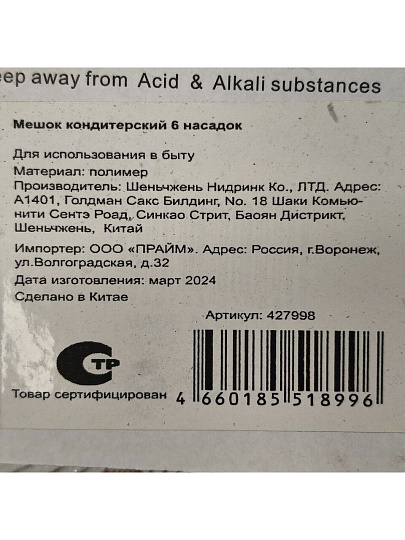 eep away from Acid & Alkali substances
Мешок кондитерский 6 насадок
Для использования в быту
Материал: полимер
Производитель: Шеньчжень Нидринк Ко., ЛТД. Адрес:
А1401, Голдман Сакс Билдинг, No. 18 Шаки Комью-
нити Сентэ Роад, Синкао Стрит, Баоян Дистрикт,
Шеньчжень, Китай
Импортер: ООО «ПРАЙМ». Адрес: Россия, г.Воронеж,
ул.Волгоградская, д.32
Дата изготовления: март 2024
Сделано в Китае
Артикул: 427998
СТР
Товар сертифицирован
4 660185 518996